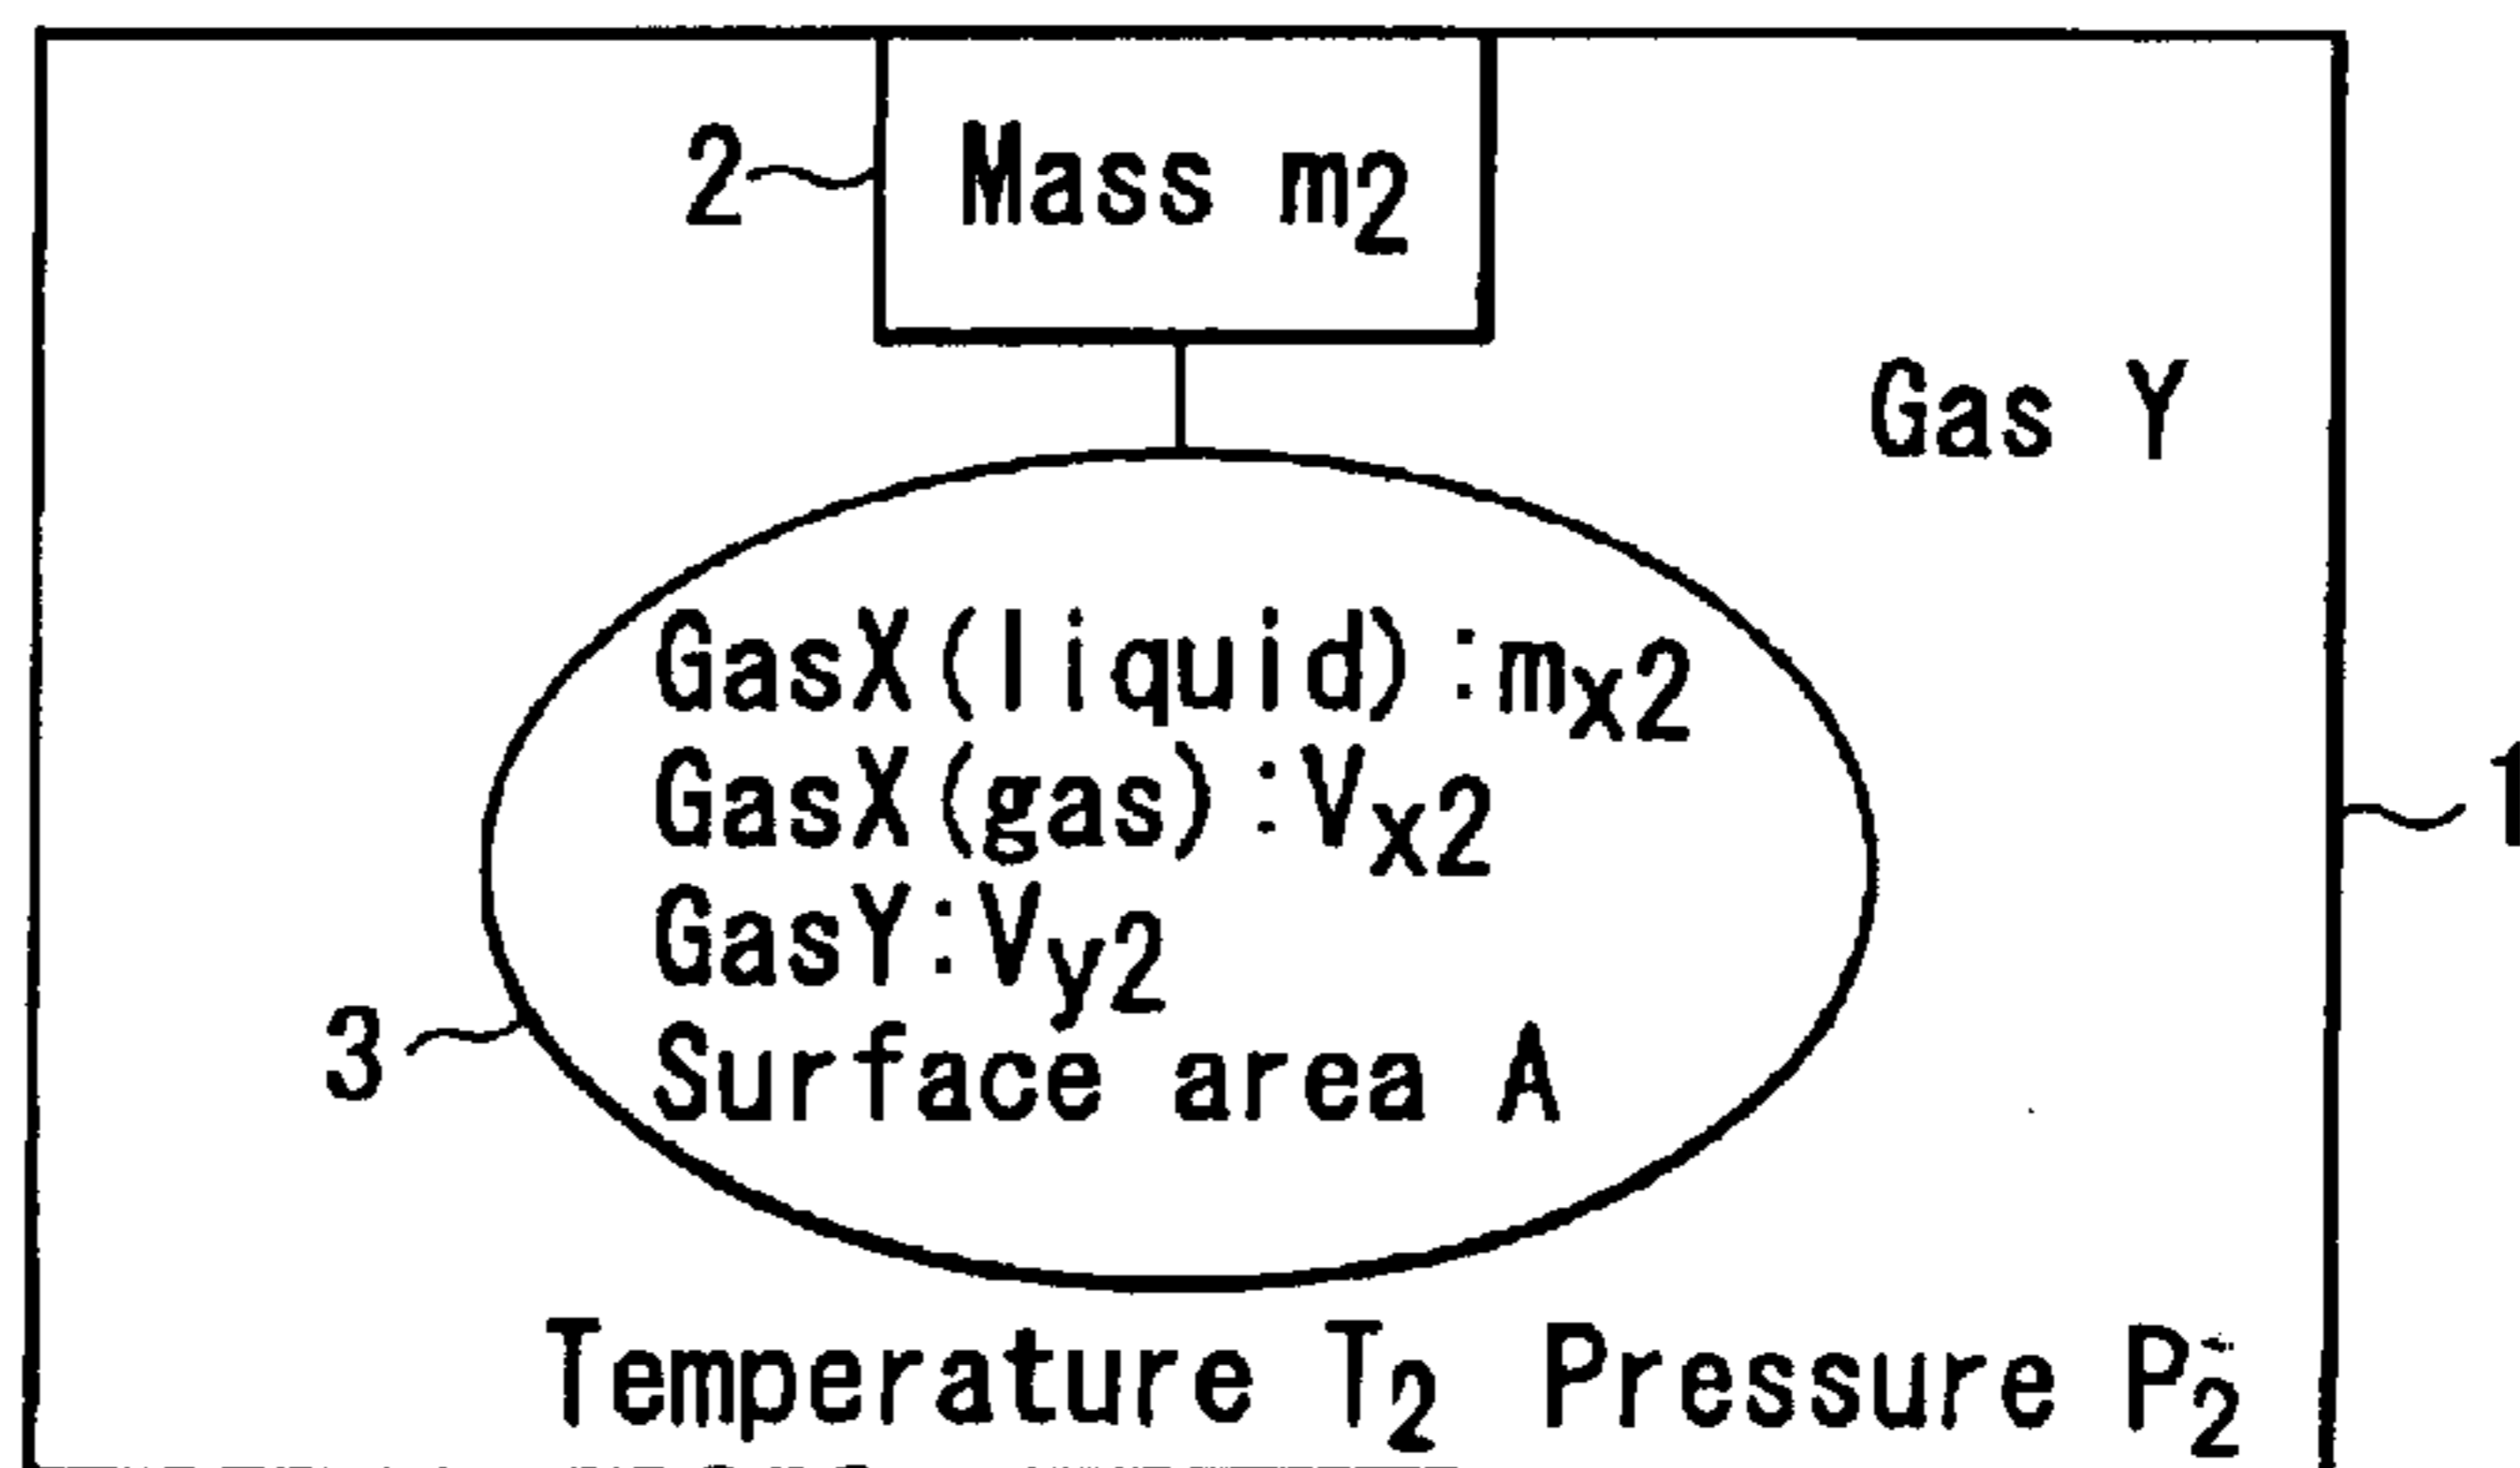 2 Mass m2
Gas Y
GasX(liquid):mx2
GasX(gas):Vx2
1
GasY:Vy2
3
Surface area A
Temperature T2 Pressure P2